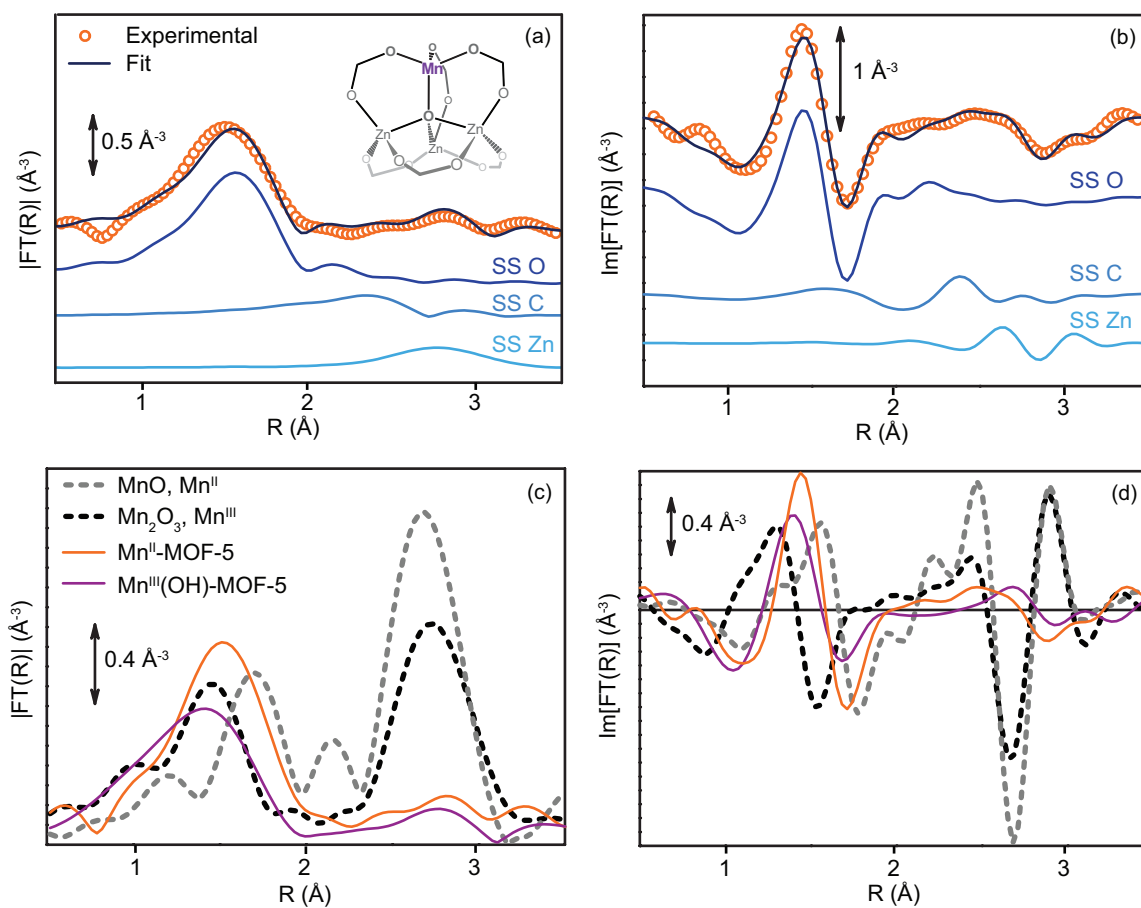 Experimental
Fit
(a)
O O O
Mn
O O O
O
Zn Zn
Zn
O O O O
0.5 Å⁻³
|FT(R)| (Å⁻³)
SS O
SS C
SS Zn
1 2 3
R (Å)
(b)
1 Å⁻³
Im[FT(R)] (Å⁻³)
SS O
SS C
SS Zn
1 2 3
R (Å)
MnO, Mnᴵᴵ
Mn₂O₃, Mnᴵᴵᴵ
Mnᴵᴵ-MOF-5
Mnᴵᴵᴵ(OH)-MOF-5
(c)
0.4 Å⁻³
|FT(R)| (Å⁻³)
1 2 3
R (Å)
(d)
0.4 Å⁻³
Im[FT(R)] (Å⁻³)
1 2 3
R (Å)